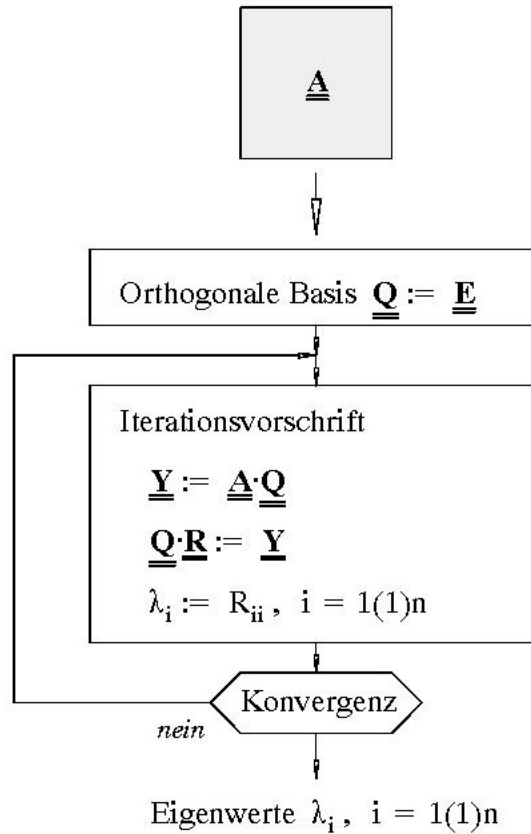 A
Orthogonale Basis Q := E
Iterationsvorschrift
Y := A·Q
Q·R := Y
λi := Rii , i = 1(1)n
Konvergenz
nein
Eigenwerte λi , i = 1(1)n